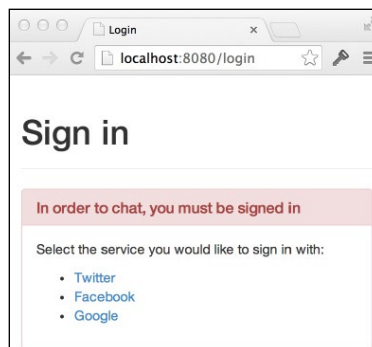 Login
localhost:8080/login
Sign in
In order to chat, you must be signed in
Select the service you would like to sign in with:
Twitter
Facebook
Google